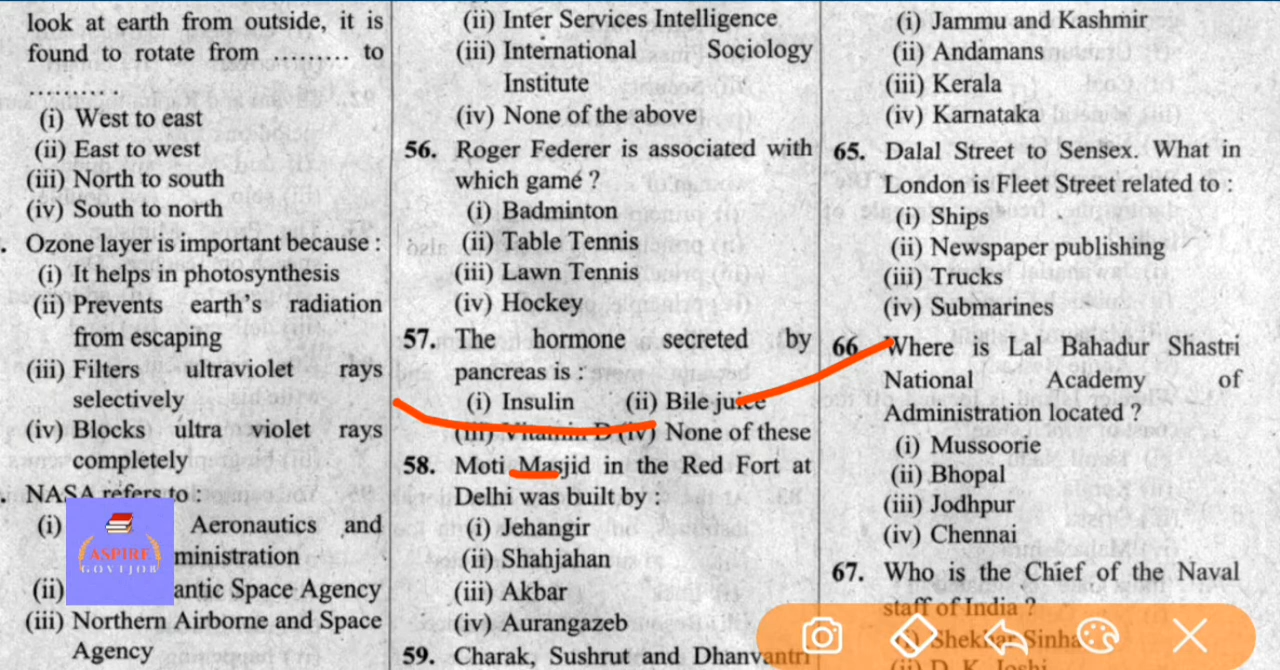 look at earth from outside, it is
found to rotate from ......... to
..........
(i) West to east
(ii) East to west
(iii) North to south
(iv) South to north
. Ozone layer is important because :
(i) It helps in photosynthesis
(ii) Prevents earth's radiation
from escaping
(iii) Filters ultraviolet rays
selectively
(iv) Blocks ultra violet rays
completely
NASA refers to
(i) Aeronautics and
ministration
(ii) antic Space Agency
(iii) Northern Airborne and Space
Agency
ASPIRE
GOVTJOB
(ii) Inter Services Intelligence
(iii) International Sociology
Institute
(iv) None of the above
56. Roger Federer is associated with
which game ?
(i) Badminton
(ii) Table Tennis
(iii) Lawn Tennis
(iv) Hockey
57. The hormone secreted by
pancreas is :
(i) Insulin (ii) Bile juice
(iii) Vitamin D (iv) None of these
58. Moti Masjid in the Red Fort at
Delhi was built by :
(i) Jehangir
(ii) Shahjahan
(iii) Akbar
(iv) Aurangazeb
59. Charak, Sushrut and Dhanvantri
(i) Jammu and Kashmir
(ii) Andamans
(iii) Kerala
(iv) Karnataka
65. Dalal Street to Sensex. What in
London is Fleet Street related to :
(i) Ships
(ii) Newspaper publishing
(iii) Trucks
(iv) Submarines
66. Where is Lal Bahadur Shastri
National Academy of
Administration located ?
(i) Mussoorie
(ii) Bhopal
(iii) Jodhpur
(iv) Chennai
67. Who is the Chief of the Naval
staff of India ?
(i) Shekhar Sinha
(ii) D. K. Joshi